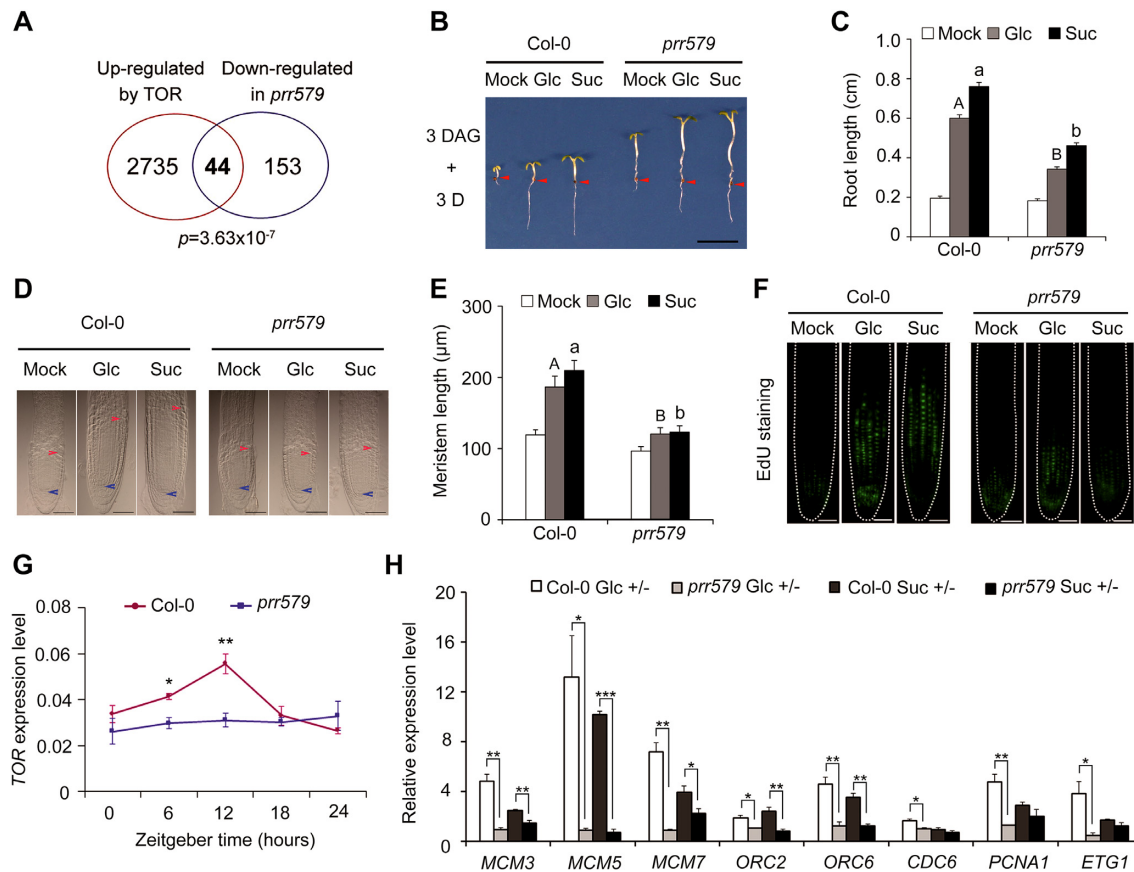 A
Up-regulated by TOR
Down-regulated in prr579
2735
44
153
p=3.63x10-7
B
Col-0
prr579
Mock Glc Suc
Mock Glc Suc
3 DAG
+
3 D
C
Mock Glc Suc
Root length (cm)
1.0
0.8
0.6
0.4
0.2
0
A
a
B
b
Col-0
prr579
D
Col-0
prr579
Mock Glc Suc
Mock Glc Suc
E
Mock Glc Suc
Meristem length (µm)
300
200
100
0
A
a
B
b
Col-0
prr579
F
Col-0
prr579
Mock Glc Suc
Mock Glc Suc
EdU staining
G
Col-0
prr579
TOR expression level
0.08
0.06
0.04
0.02
0
*
**
0 6 12 18 24
Zeitgeber time (hours)
H
Col-0 Glc +/- prr579 Glc +/- Col-0 Suc +/- prr579 Suc +/-
Relative expression level
20
16
12
8
4
0
** ** * *** ** * * ** ** ** * ** *
MCM3 MCM5 MCM7 ORC2 ORC6 CDC6 PCNA1 ETG1